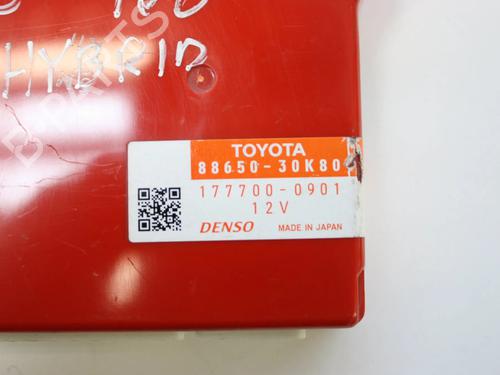 HYBRID
TOYOTA
88650-30K80
177700-0901
12V
DENSO MADE IN JAPAN